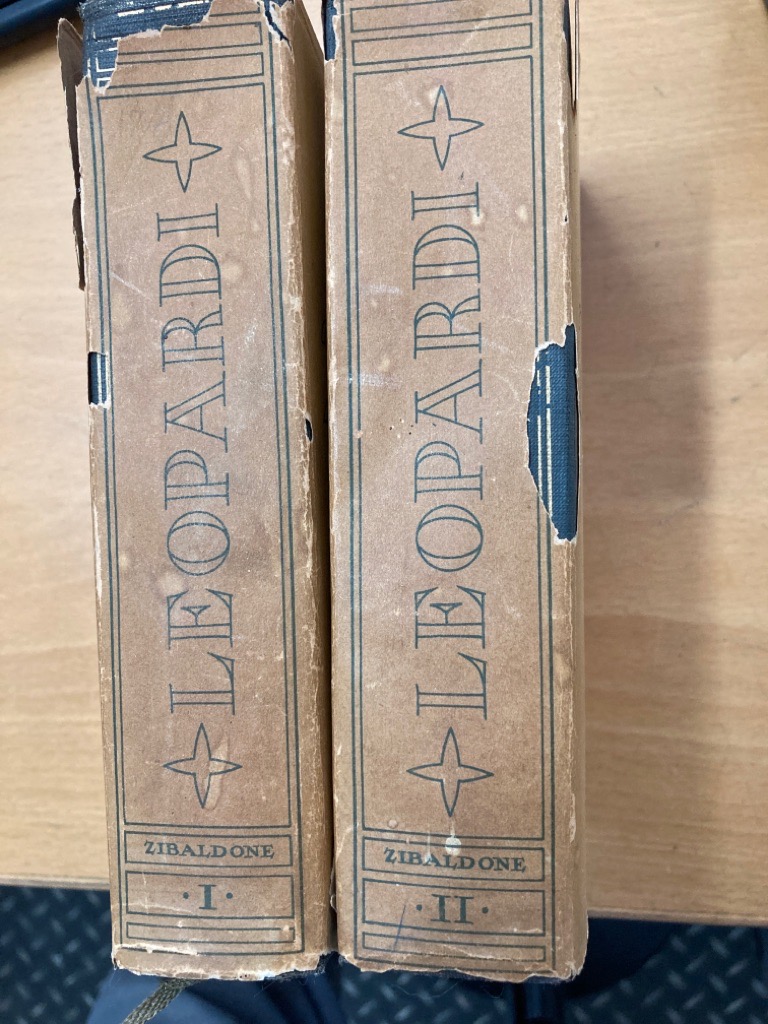 LEOPARDI
ZIBALDONE
· I ·
LEOPARDI
ZIBALDONE
· II ·